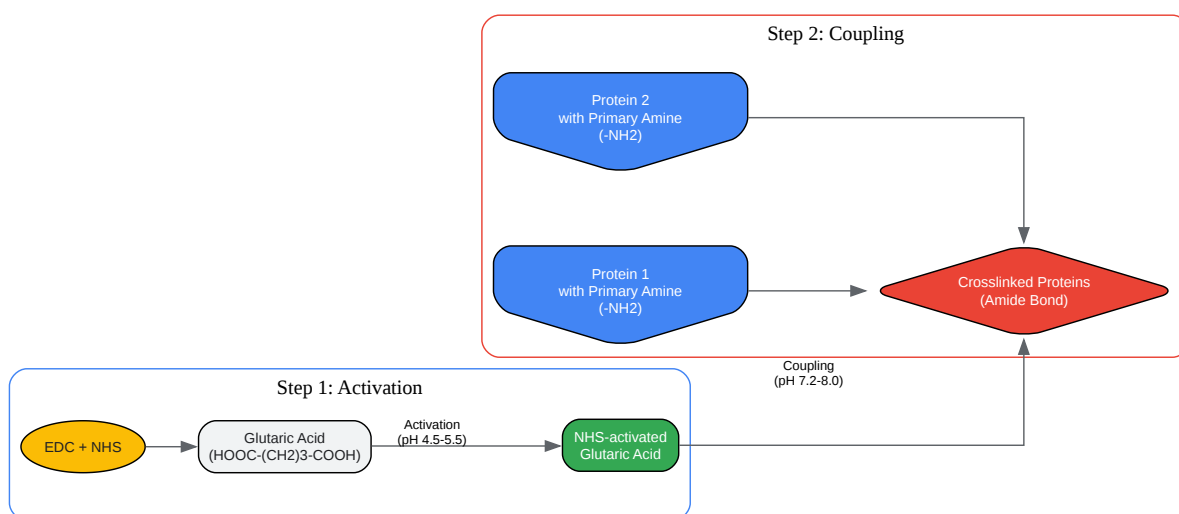 Step 2: Coupling
Protein 2
with Primary Amine
(-NH2)
Protein 1
with Primary Amine
(-NH2)
Crosslinked Proteins
(Amide Bond)
Coupling
(pH 7.2-8.0)
Step 1: Activation
EDC + NHS
Glutaric Acid
(HOOC-(CH2)3-COOH)
Activation
(pH 4.5-5.5)
NHS-activated
Glutaric Acid